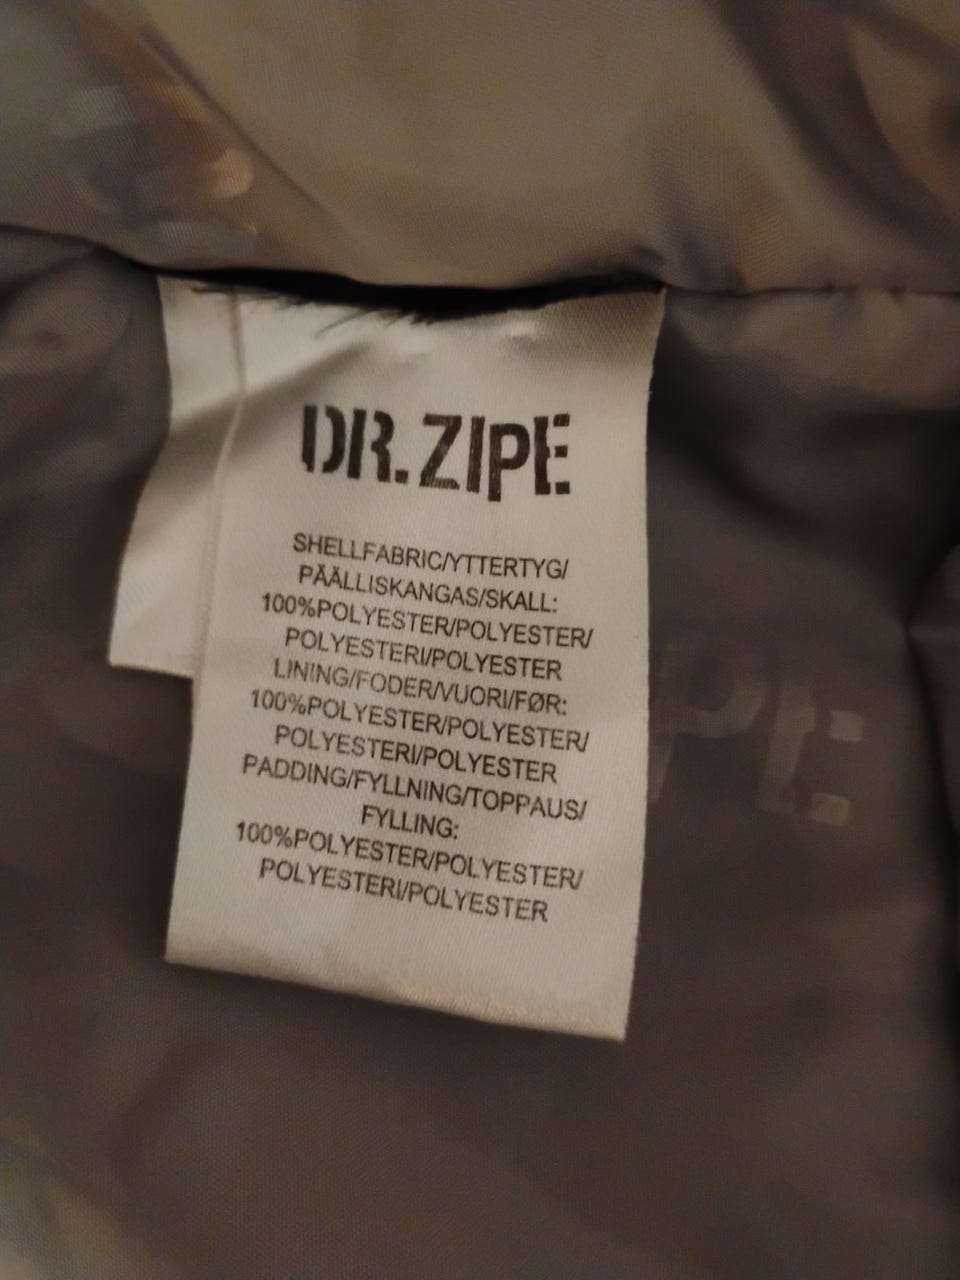 DR.ZIPE
SHELLFABRIC/YTTERTYG/
PÄÄLLISKANGAS/SKALL:
100%POLYESTER/POLYESTER/
POLYESTERI/POLYESTER
LINING/FODER/VUORI/FØR:
100%POLYESTER/POLYESTER/
POLYESTERI/POLYESTER
PADDING/FYLLNING/TOPPAUS/
FYLLING:
100%POLYESTER/POLYESTER/
POLYESTERI/POLYESTER
IPE